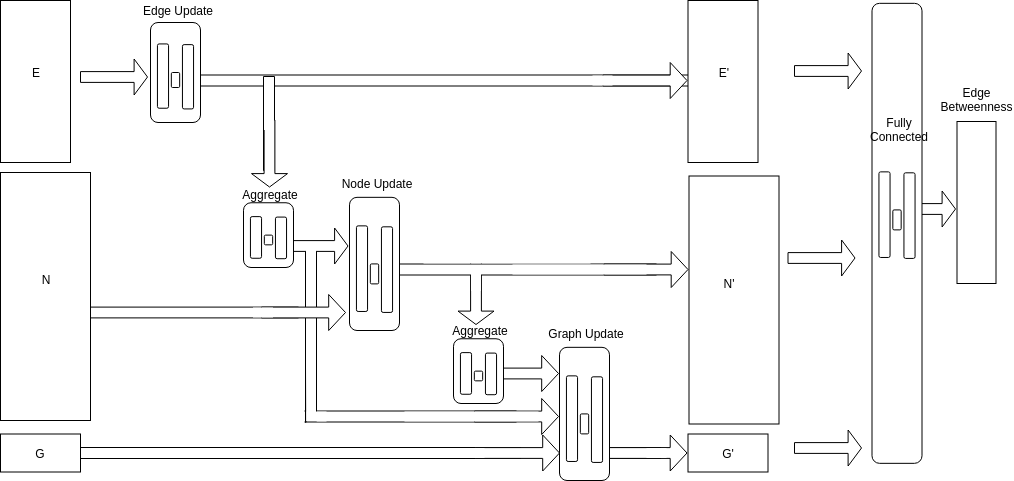 Edge Update
E
E'
Edge
Betweenness
Fully
Connected
Node Update
Aggregate
N
N'
Aggregate
Graph Update
G
G'